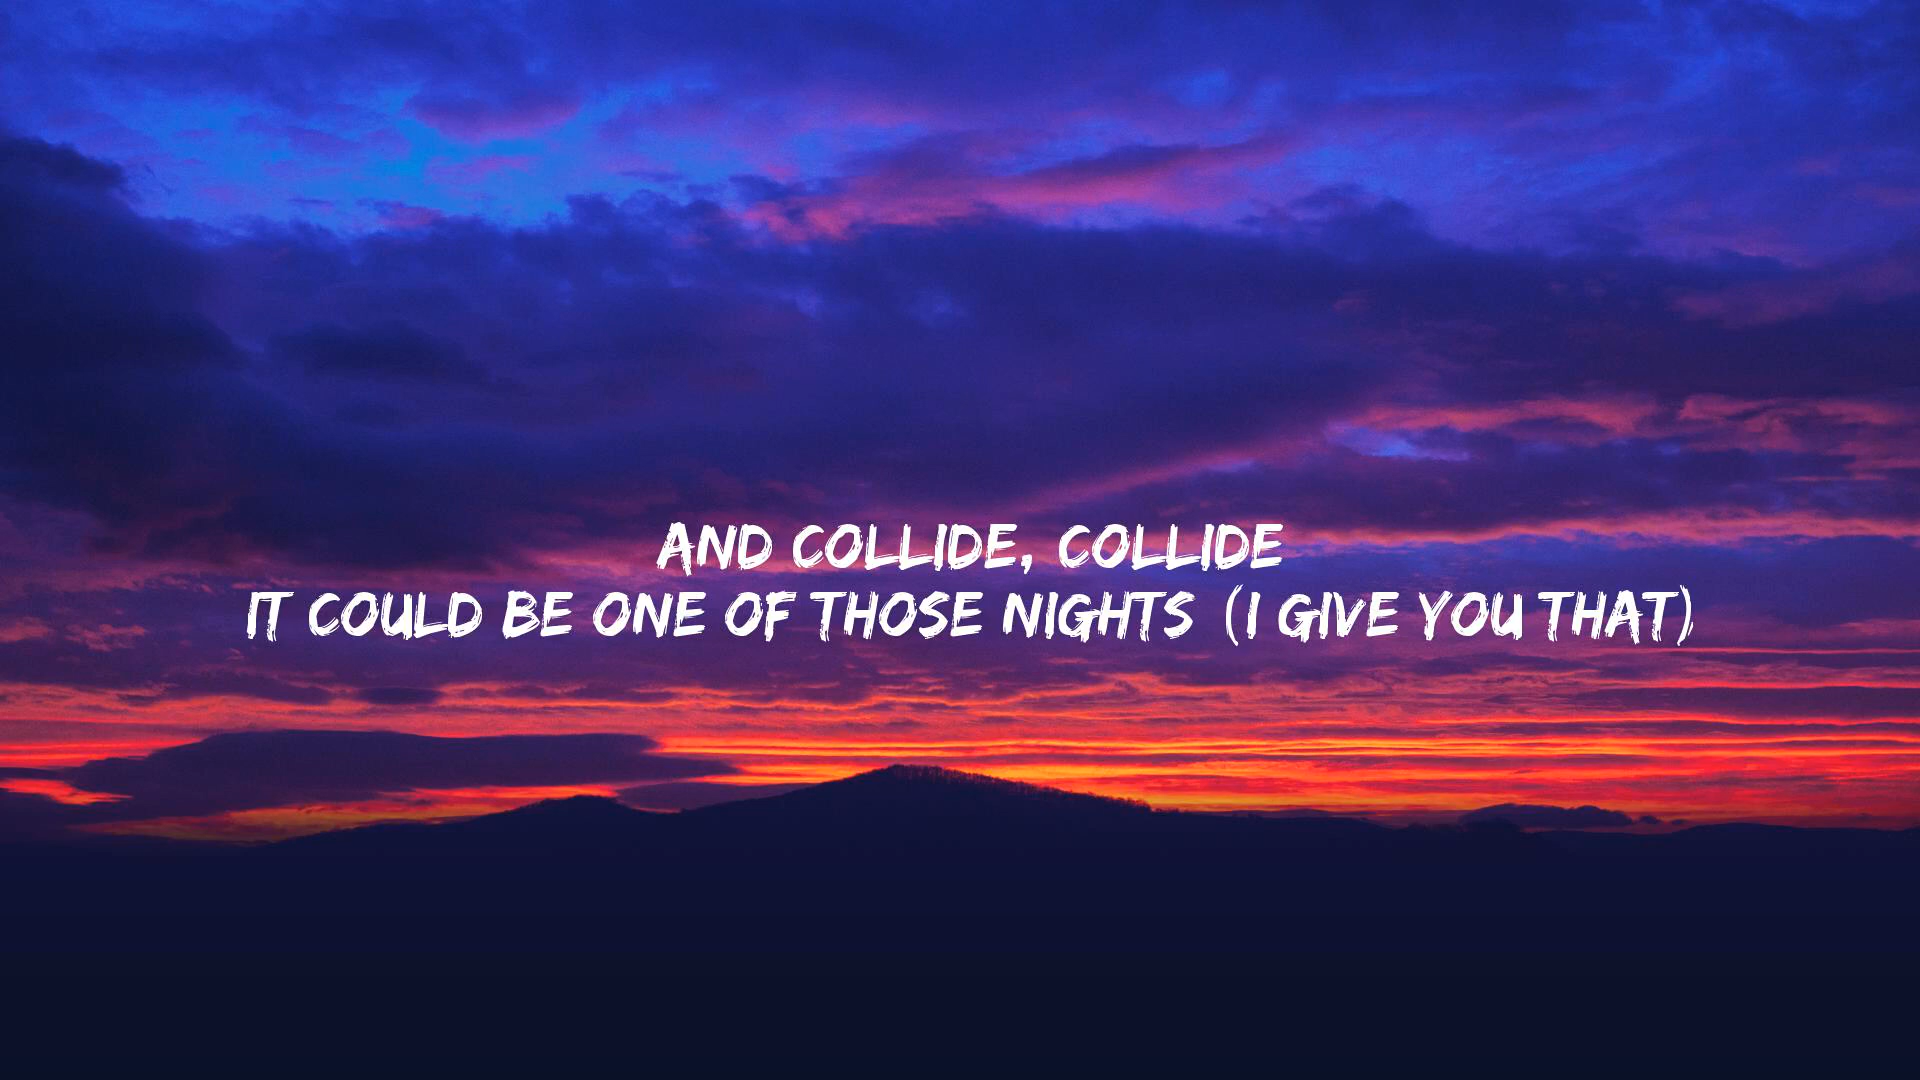 AND COLLIDE, COLLIDE
IT COULD BE ONE OF THOSE NIGHTS (I GIVE YOU THAT)